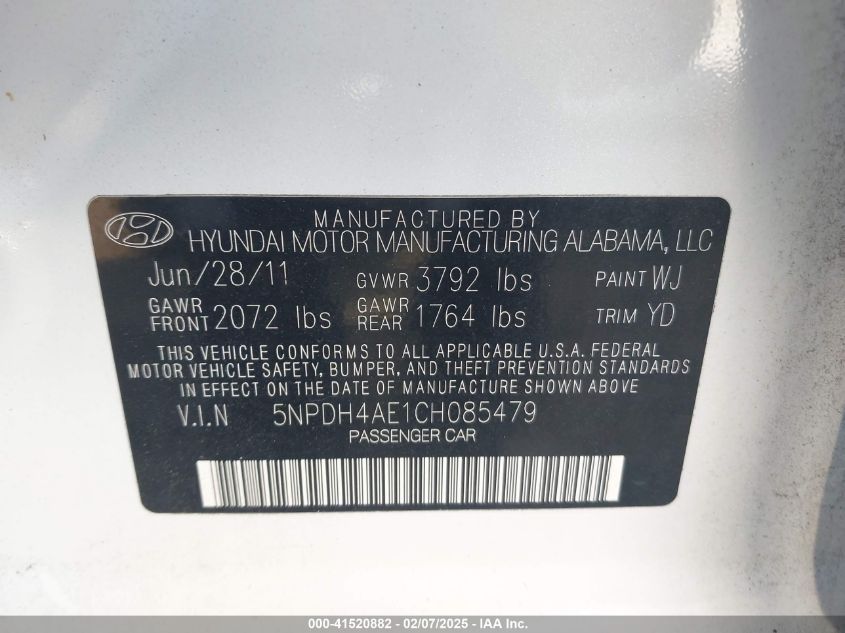 MANUFACTURED BY
HYUNDAI MOTOR MANUFACTURING ALABAMA, LLC
Jun/28/11 GVWR 3792 lbs PAINT WJ
GAWR FRONT 2072 lbs GAWR REAR 1764 lbs TRIM YD
THIS VEHICLE CONFORMS TO ALL APPLICABLE U.S.A. FEDERAL
MOTOR VEHICLE SAFETY, BUMPER, AND THEFT PREVENTION STANDARDS
IN EFFECT ON THE DATE OF MANUFACTURE SHOWN ABOVE
V.I.N 5NPDH4AE1CH085479
PASSENGER CAR
000-41520882 - 02/07/2025 - IAA Inc.